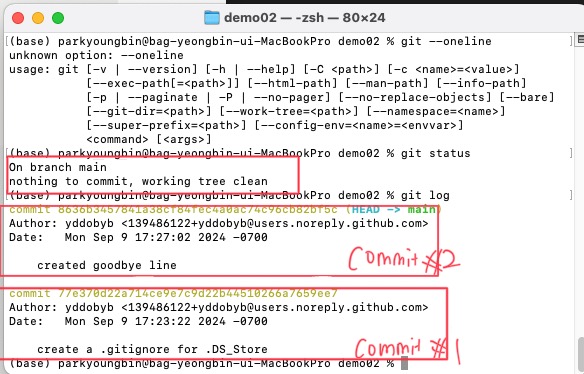 demo02 — -zsh — 80×24
[(base) parkyoungbin@bag-yeongbin-ui-MacBookPro demo02 % git --oneline
unknown option: --oneline
usage: git [-v | --version] [-h | --help] [-C <path>] [-c <name>=<value>]
[--exec-path[=<path>]] [--html-path] [--man-path] [--info-path]
[-p | --paginate | -P | --no-pager] [--no-replace-objects] [--bare]
[--git-dir=<path>] [--work-tree=<path>] [--namespace=<name>]
[--super-prefix=<path>] [--config-env=<name>=<envvar>]
<command> [<args>]
[(base) parkyoungbin@bag-yeongbin-ui-MacBookPro demo02 % git status
On branch main
nothing to commit, working tree clean
[(base) parkyoungbin@bag-yeongbin-ui-MacBookPro demo02 % git log
commit 8636b3457841a38cf84fec4a0ac74c96cb82bf5c (HEAD -> main)
Author: yddobyb <139486122+yddobyb@users.noreply.github.com>
Date: Mon Sep 9 17:27:02 2024 -0700
created goodbye line
Commit #2
commit 77e370d22a714ce9e7c9d22b44510266a7659ee7
Author: yddobyb <139486122+yddobyb@users.noreply.github.com>
Date: Mon Sep 9 17:23:22 2024 -0700
create a .gitignore for .DS_Store
Commit #1
(base) parkyoungbin@bag-yeongbin-ui-MacBookPro demo02 %